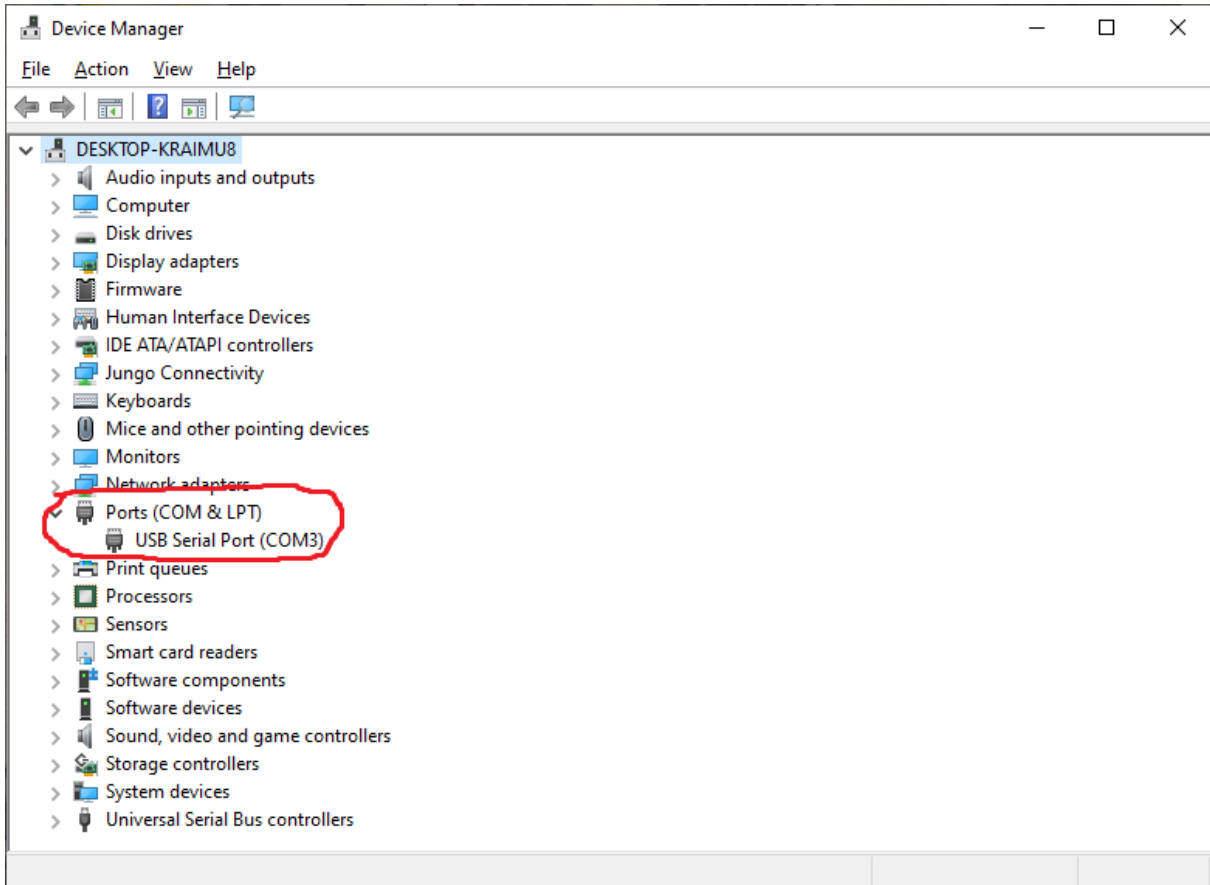 Device Manager
File Action View Help
DESKTOP-KRAIMU8
Audio inputs and outputs
Computer
Disk drives
Display adapters
Firmware
Human Interface Devices
IDE ATA/ATAPI controllers
Jungo Connectivity
Keyboards
Mice and other pointing devices
Monitors
Network adapters
Ports (COM & LPT)
USB Serial Port (COM3)
Print queues
Processors
Sensors
Smart card readers
Software components
Software devices
Sound, video and game controllers
Storage controllers
System devices
Universal Serial Bus controllers